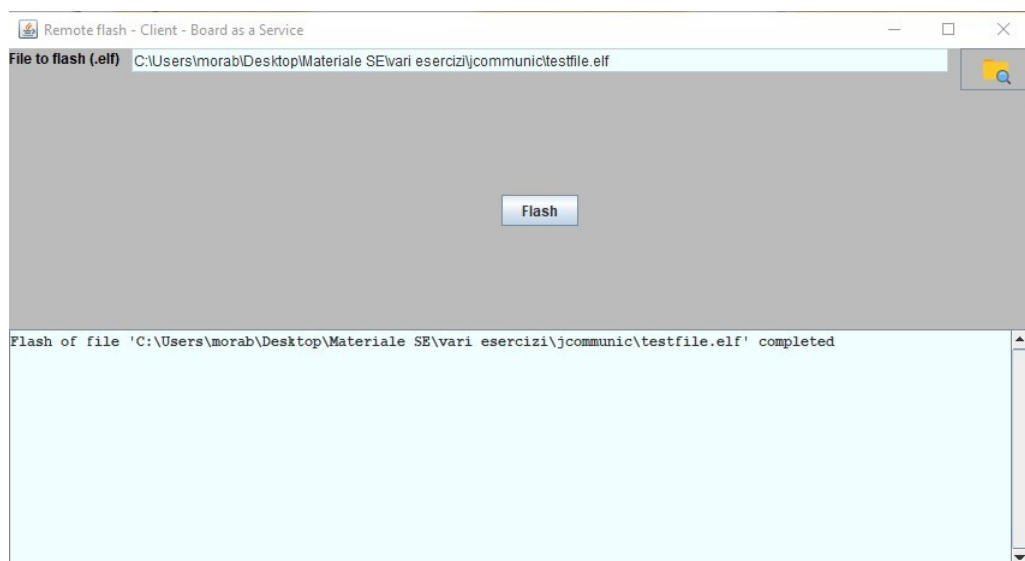 Remote flash - Client - Board as a Service
File to flash (.elf) C:\Users\morab\Desktop\Materiale SE\vari esercizi\jcommunic\testfile.elf
Flash
Flash of file 'C:\Users\morab\Desktop\Materiale SE\vari esercizi\jcommunic\testfile.elf' completed